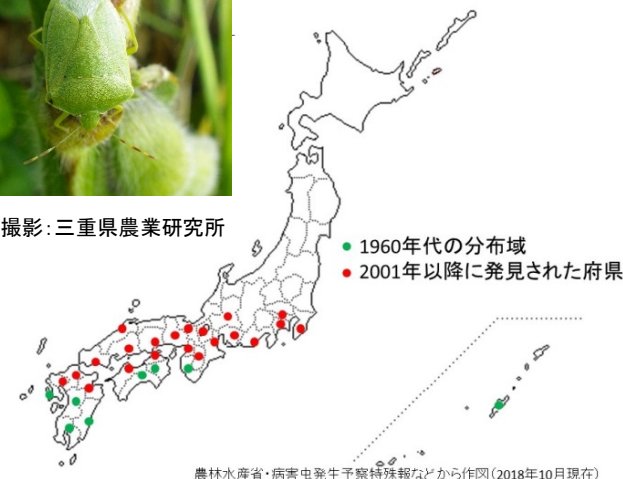 撮影：三重県農業研究所
1960年代の分布域
2001年以降に発見された府県
農林水産省・病害虫発生予察特殊報などから作図（2018年10月現在）